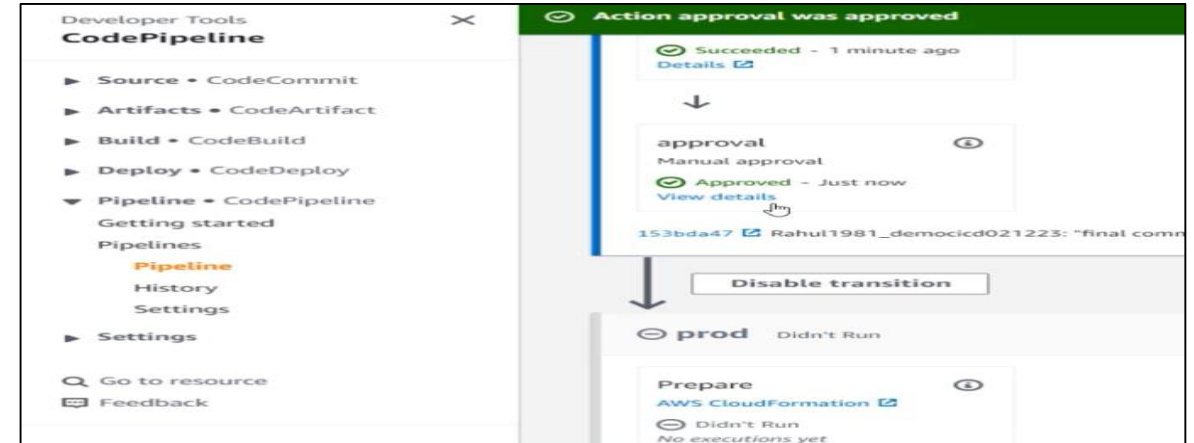 Developer Tools
CodePipeline
Source • CodeCommit
Artifacts • CodeArtifact
Build • CodeBuild
Deploy • CodeDeploy
Pipeline • CodePipeline
Getting started
Pipelines
Pipeline
History
Settings
Settings
Go to resource
Feedback
Action approval was approved
Succeeded - 1 minute ago
Details
approval
Manual approval
Approved - Just now
View details
153bda47 Rahul1981_democicd021223: "final comm
Disable transition
prod Didn't Run
Prepare
AWS CloudFormation
Didn't Run
No executions yet